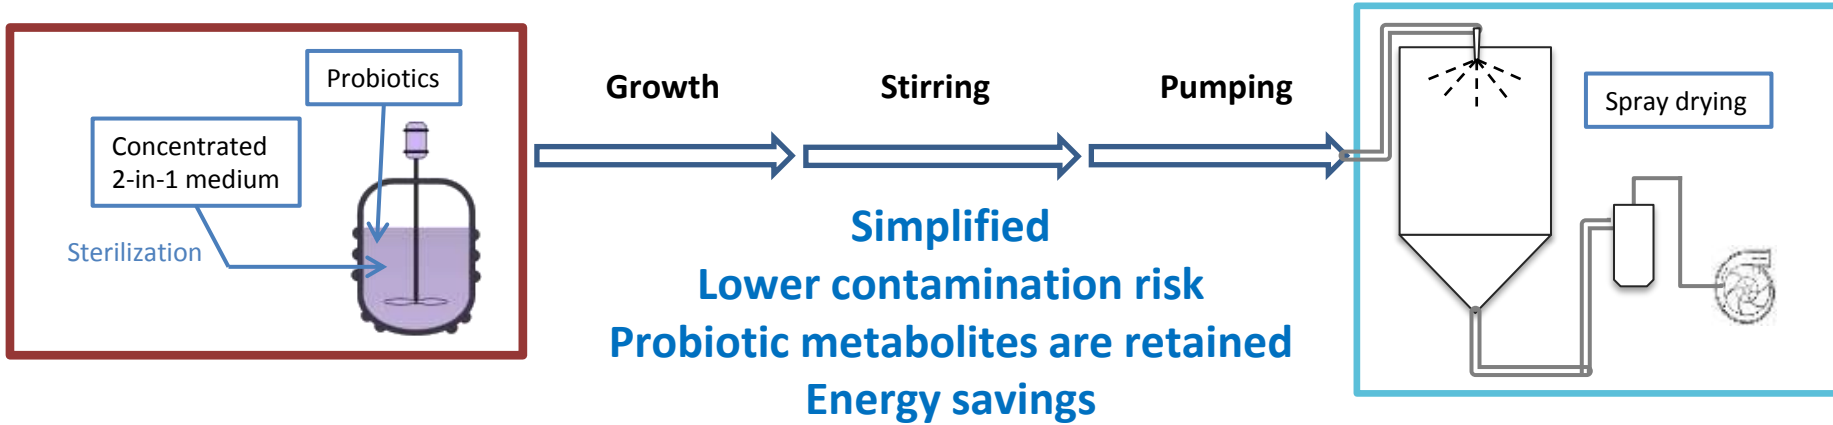 Probiotics
Concentrated
2-in-1 medium
Sterilization
Growth
Stirring
Pumping
Simplified
Lower contamination risk
Probiotic metabolites are retained
Energy savings
Spray drying